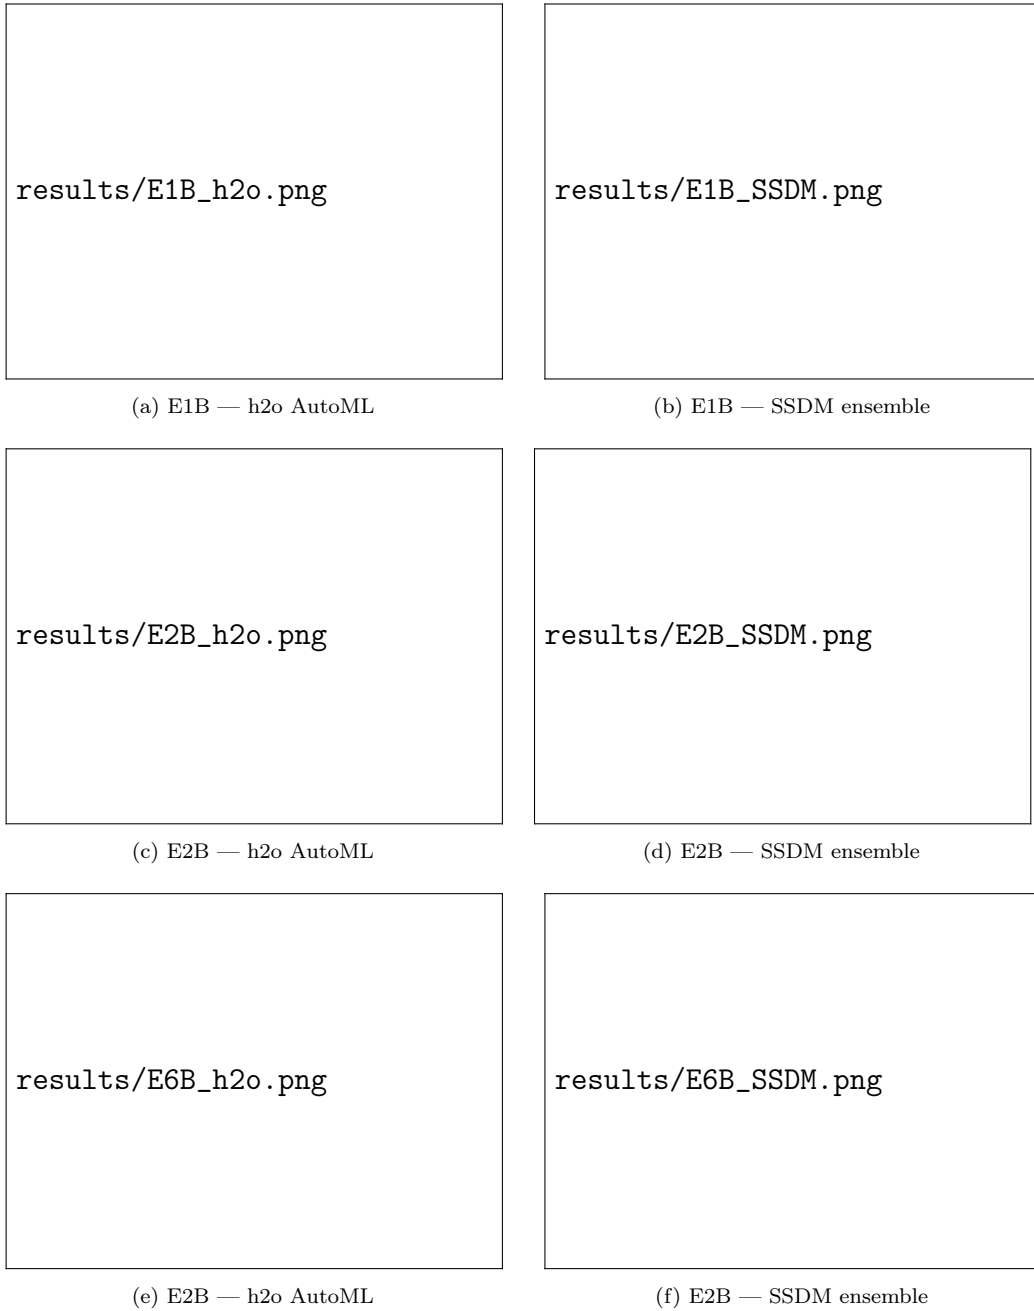 results/E1B_h2o.png
results/E1B_SSDM.png
(a) E1B — h2o AutoML
(b) E1B — SSDM ensemble
results/E2B_h2o.png
results/E2B_SSDM.png
(c) E2B — h2o AutoML
(d) E2B — SSDM ensemble
results/E6B_h2o.png
results/E6B_SSDM.png
(e) E2B — h2o AutoML
(f) E2B — SSDM ensemble